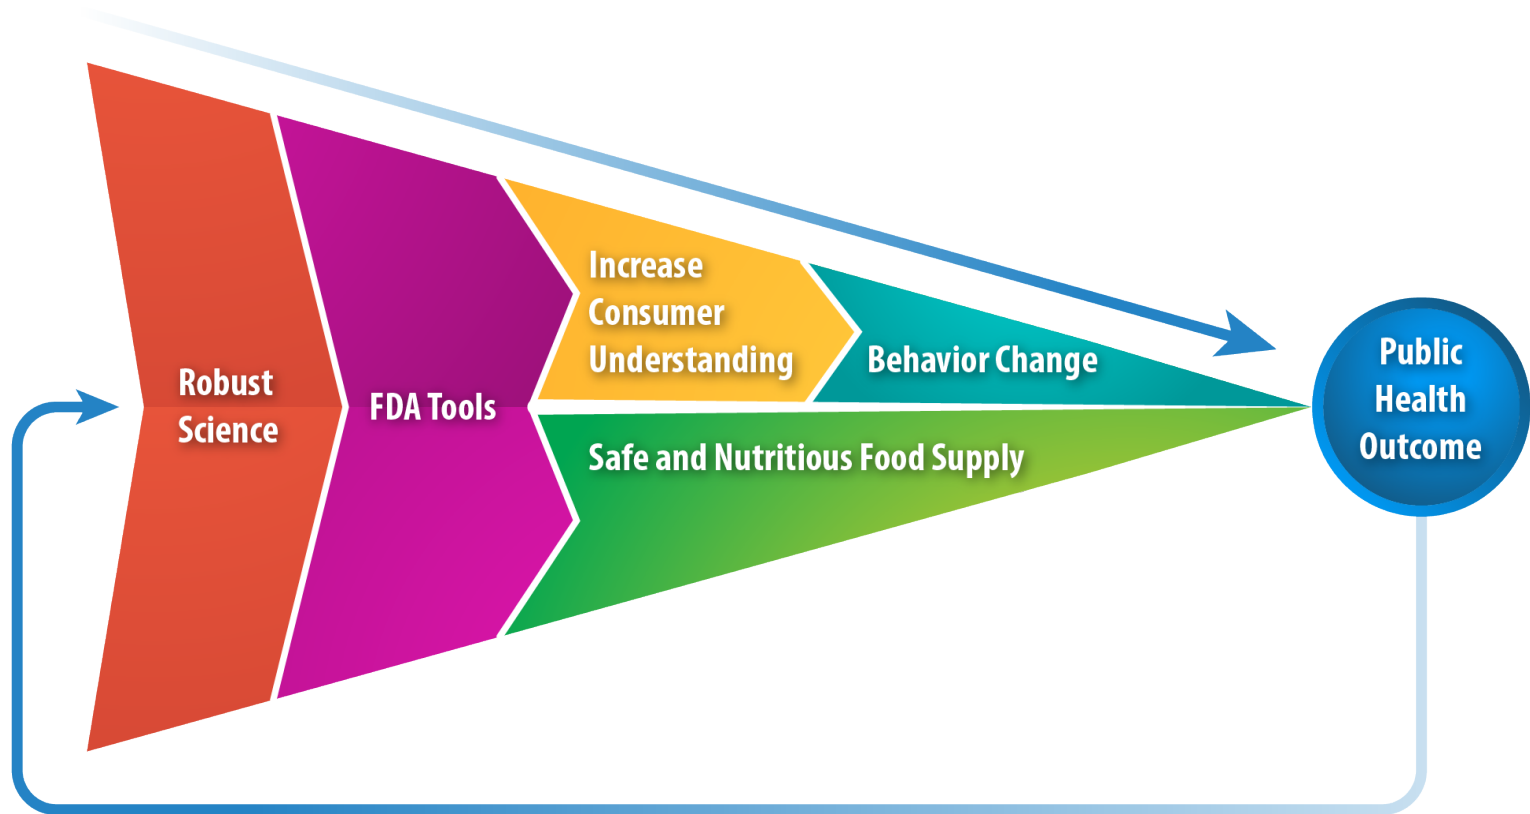 Robust
Science
FDA Tools
Increase
Consumer
Understanding
Behavior Change
Safe and Nutritious Food Supply
Public
Health
Outcome